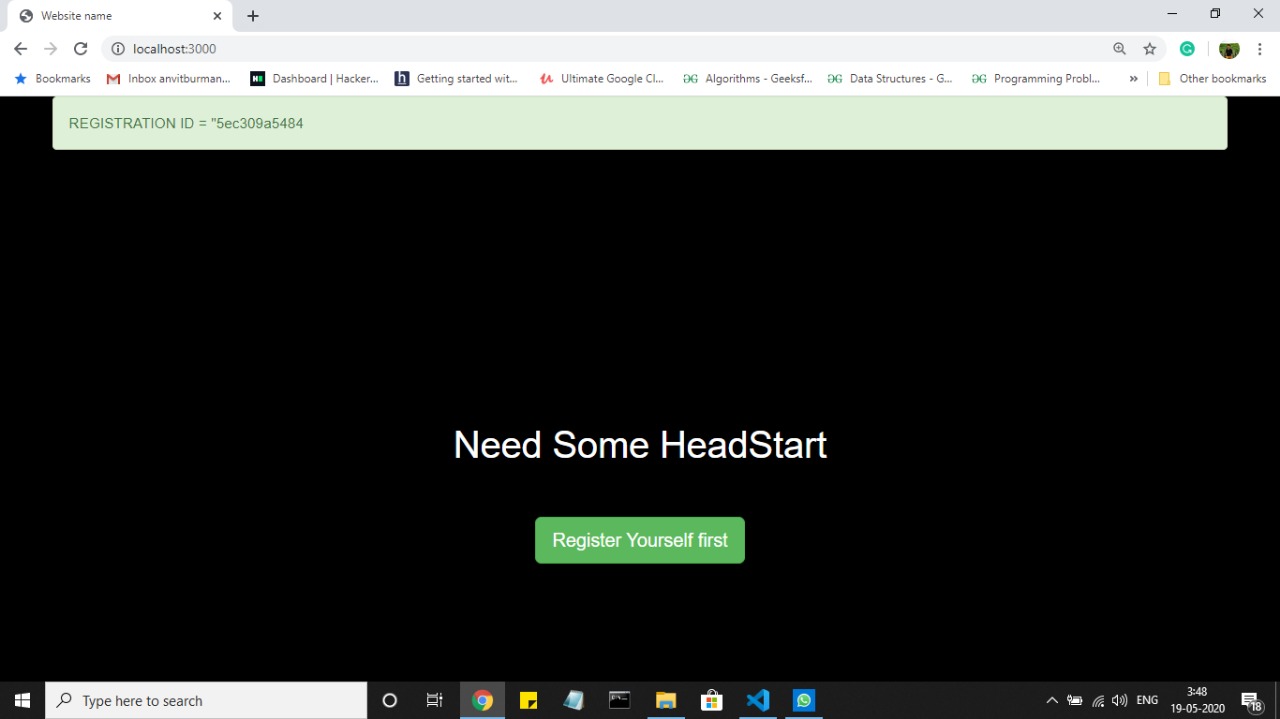 Website name
localhost:3000
Bookmarks
Inbox anvitburman...
Dashboard | Hacker...
Getting started wit...
Ultimate Google Cl...
Algorithms - Geeksf...
Data Structures - G...
Programming Probl...
»
Other bookmarks
REGISTRATION ID = "5ec309a5484
Need Some HeadStart
Register Yourself first
Type here to search
ENG
3:48
19-05-2020
18